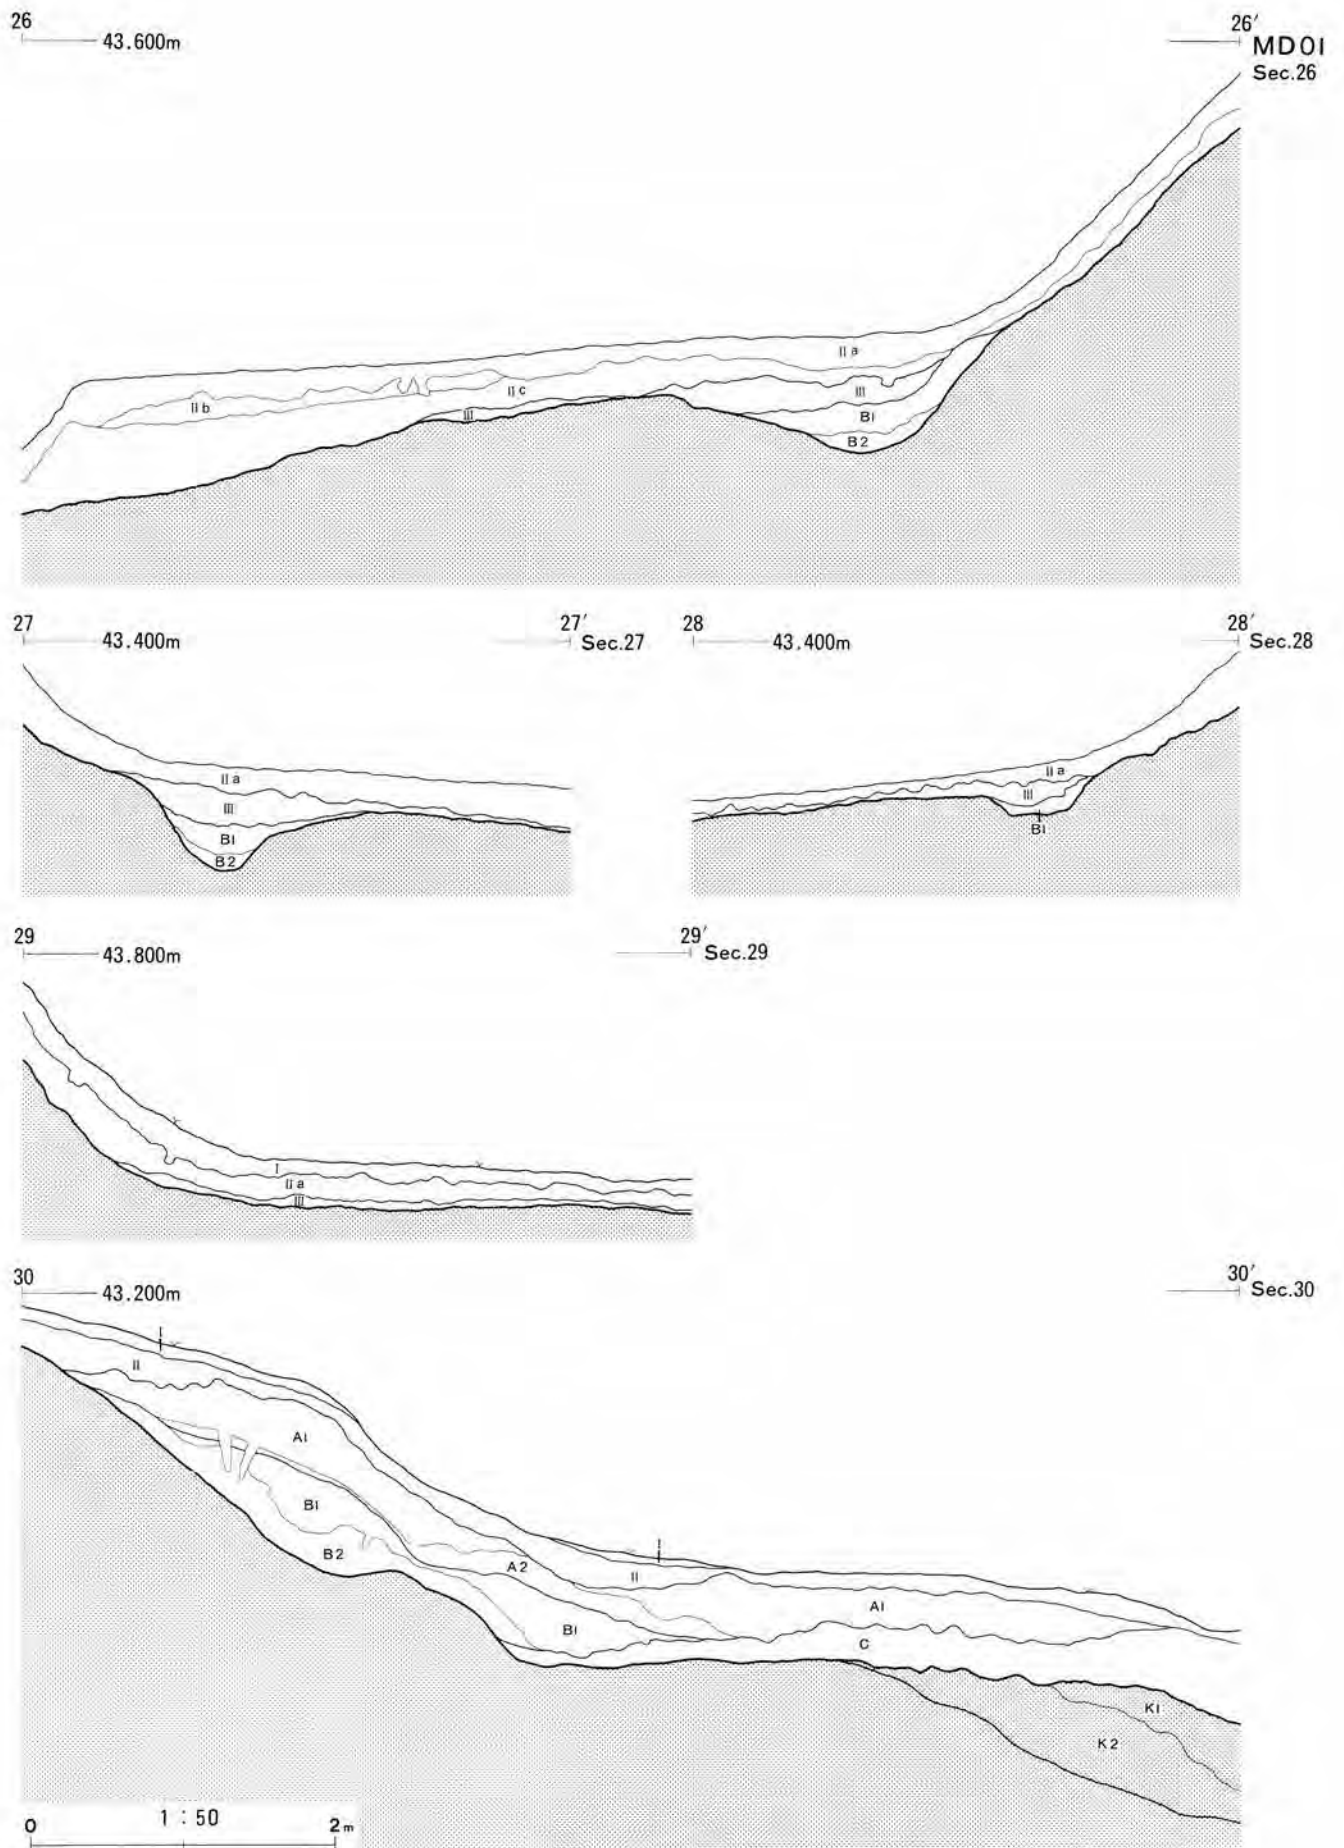 26
43.600m
26′
MD01
Sec.26
II a
II b
II c
III
III
B1
B2
27
43.400m
27′
Sec.27
28
43.400m
28′
Sec.28
II a
III
B1
B2
II a
III
B1
29
43.800m
29′
Sec.29
I
II a
III
30
43.200m
30′
Sec.30
I
II
A1
B1
B2
A2
I
II
B1
A1
C
K1
K2
1 : 50
0
2m